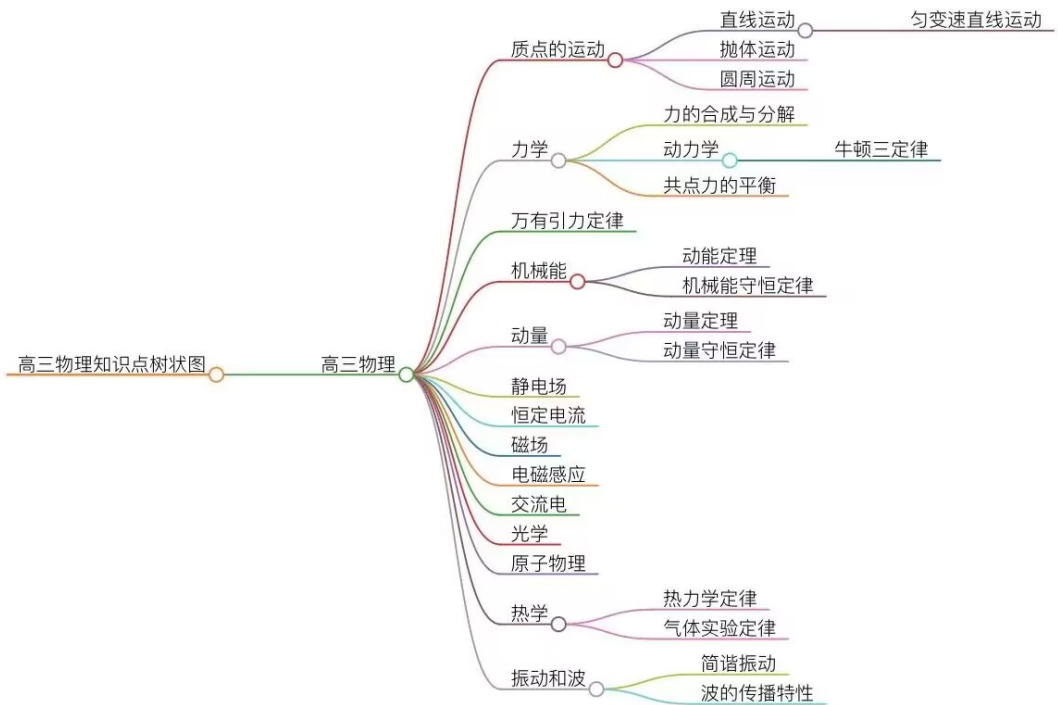 高三物理知识点树状图
高三物理
质点的运动
直线运动
匀变速直线运动
抛体运动
圆周运动
力学
力的合成与分解
动力学
牛顿三定律
共点力的平衡
万有引力定律
机械能
动能定理
机械能守恒定律
动量
动量定理
动量守恒定律
静电场
恒定电流
磁场
电磁感应
交流电
光学
原子物理
热学
热力学定律
气体实验定律
振动和波
简谐振动
波的传播特性